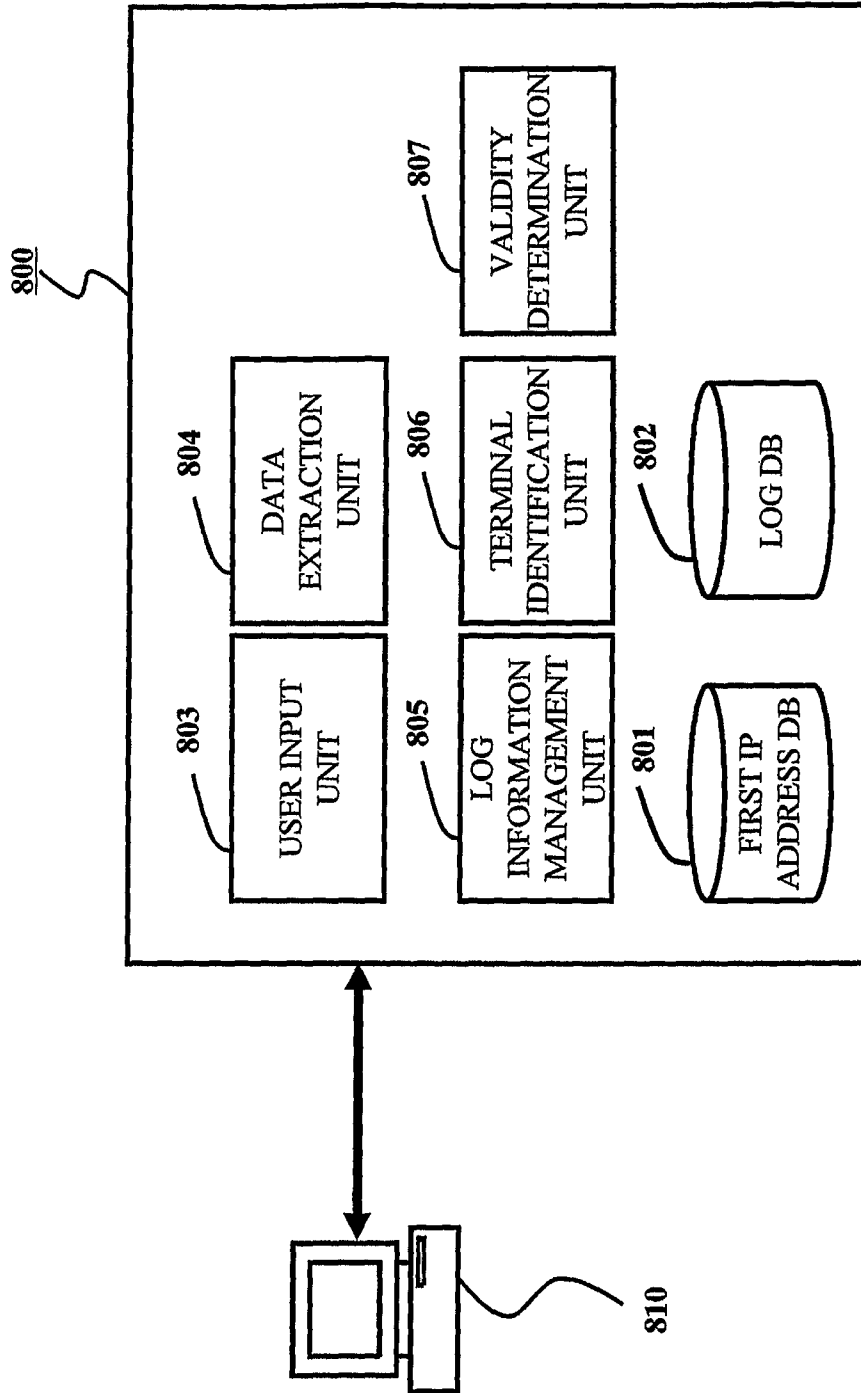 800
803
USER INPUT
UNIT
804
DATA
EXTRACTION
UNIT
805
LOG
INFORMATION
MANAGEMENT
UNIT
806
TERMINAL
IDENTIFICATION
UNIT
807
VALIDITY
DETERMINATION
UNIT
801
FIRST IP
ADDRESS DB
802
LOG DB
810